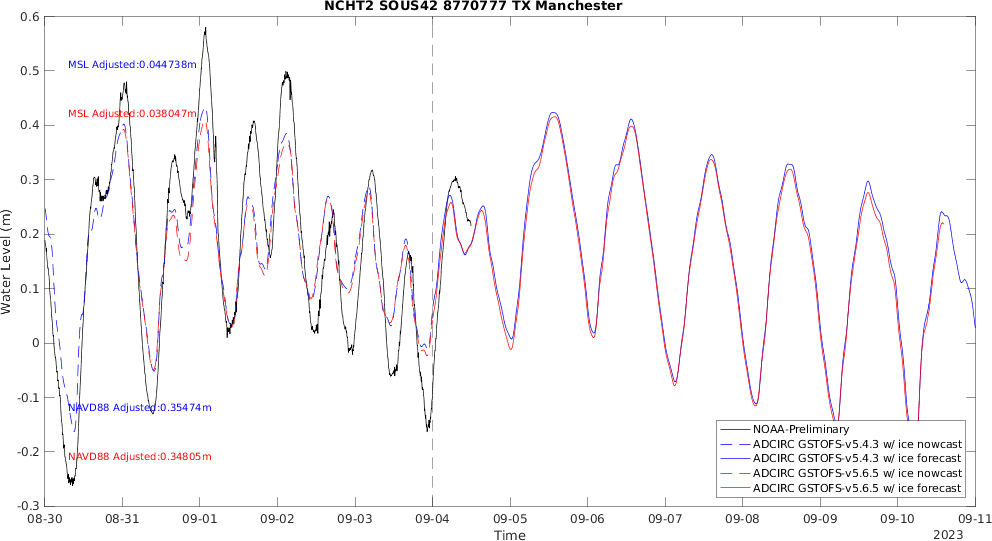 NCHT2 SOUS42 8770777 TX Manchester
0.6
0.5
0.4
0.3
0.2
0.1
0
-0.1
-0.2
-0.3
Water Level (m)
MSL Adjusted:0.044738m
MSL Adjusted:0.038047m
NAVD88 Adjusted:0.35474m
NAVD88 Adjusted:0.34805m
NOAA-Preliminary
ADCIRC GSTOFS-v5.4.3 w/ ice nowcast
ADCIRC GSTOFS-v5.4.3 w/ ice forecast
ADCIRC GSTOFS-v5.6.5 w/ ice nowcast
ADCIRC GSTOFS-v5.6.5 w/ ice forecast
08-30 08-31 09-01 09-02 09-03 09-04 09-05 09-06 09-07 09-08 09-09 09-10 09-11
Time
2023